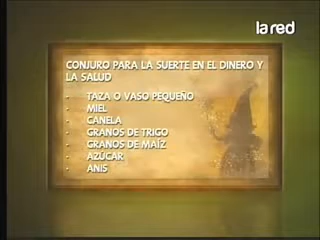 la red
CONJURO PARA LA SUERTE EN EL DINERO Y
LA SALUD
- TAZA O VASO PEQUEÑO
- MIEL
- CANELA
- GRANOS DE TRIGO
- GRANOS DE MAÍZ
- AZÚCAR
- ANIS